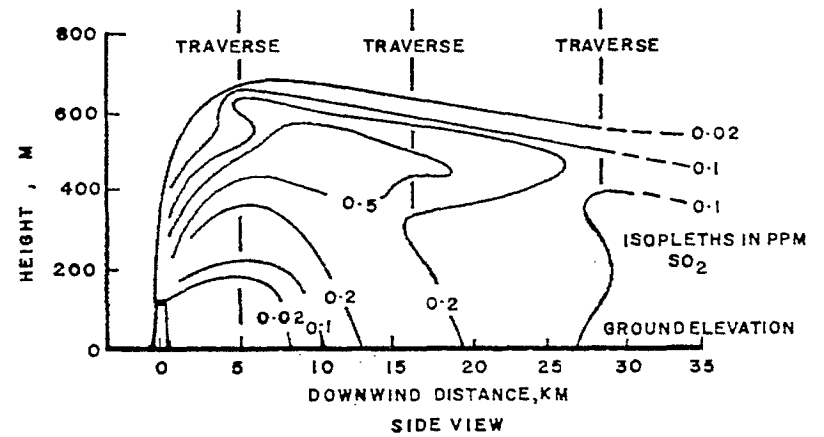 800
TRAVERSE TRAVERSE TRAVERSE
600
0.02
0.1
HEIGHT, M
400
0.5
0.1
ISOPLETHS IN PPM
SO2
200
0.2
0.2
0.02
0.1
GROUND ELEVATION
0
0 5 10 15 20 25 30 35
DOWNWIND DISTANCE,KM
SIDE VIEW